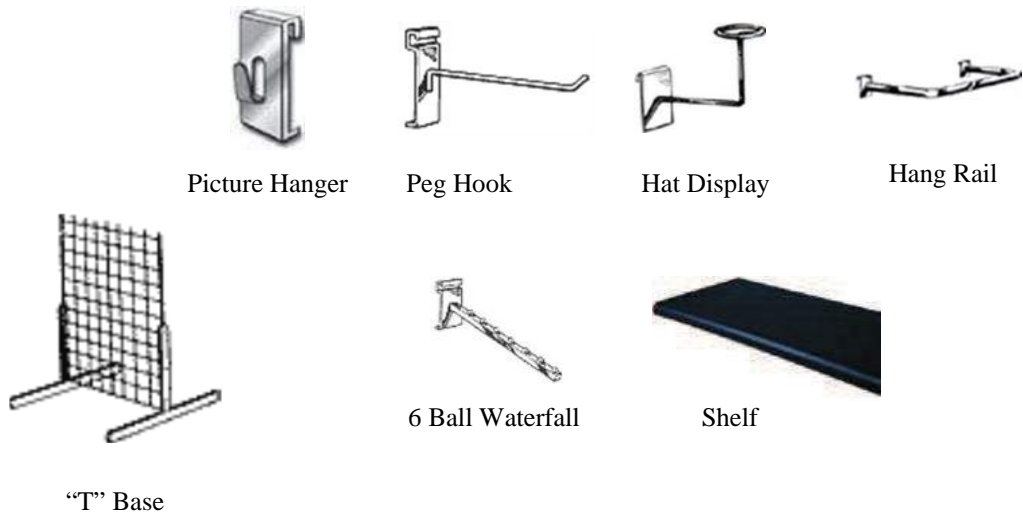 Picture Hanger
Peg Hook
Hat Display
Hang Rail
6 Ball Waterfall
Shelf
“T” Base